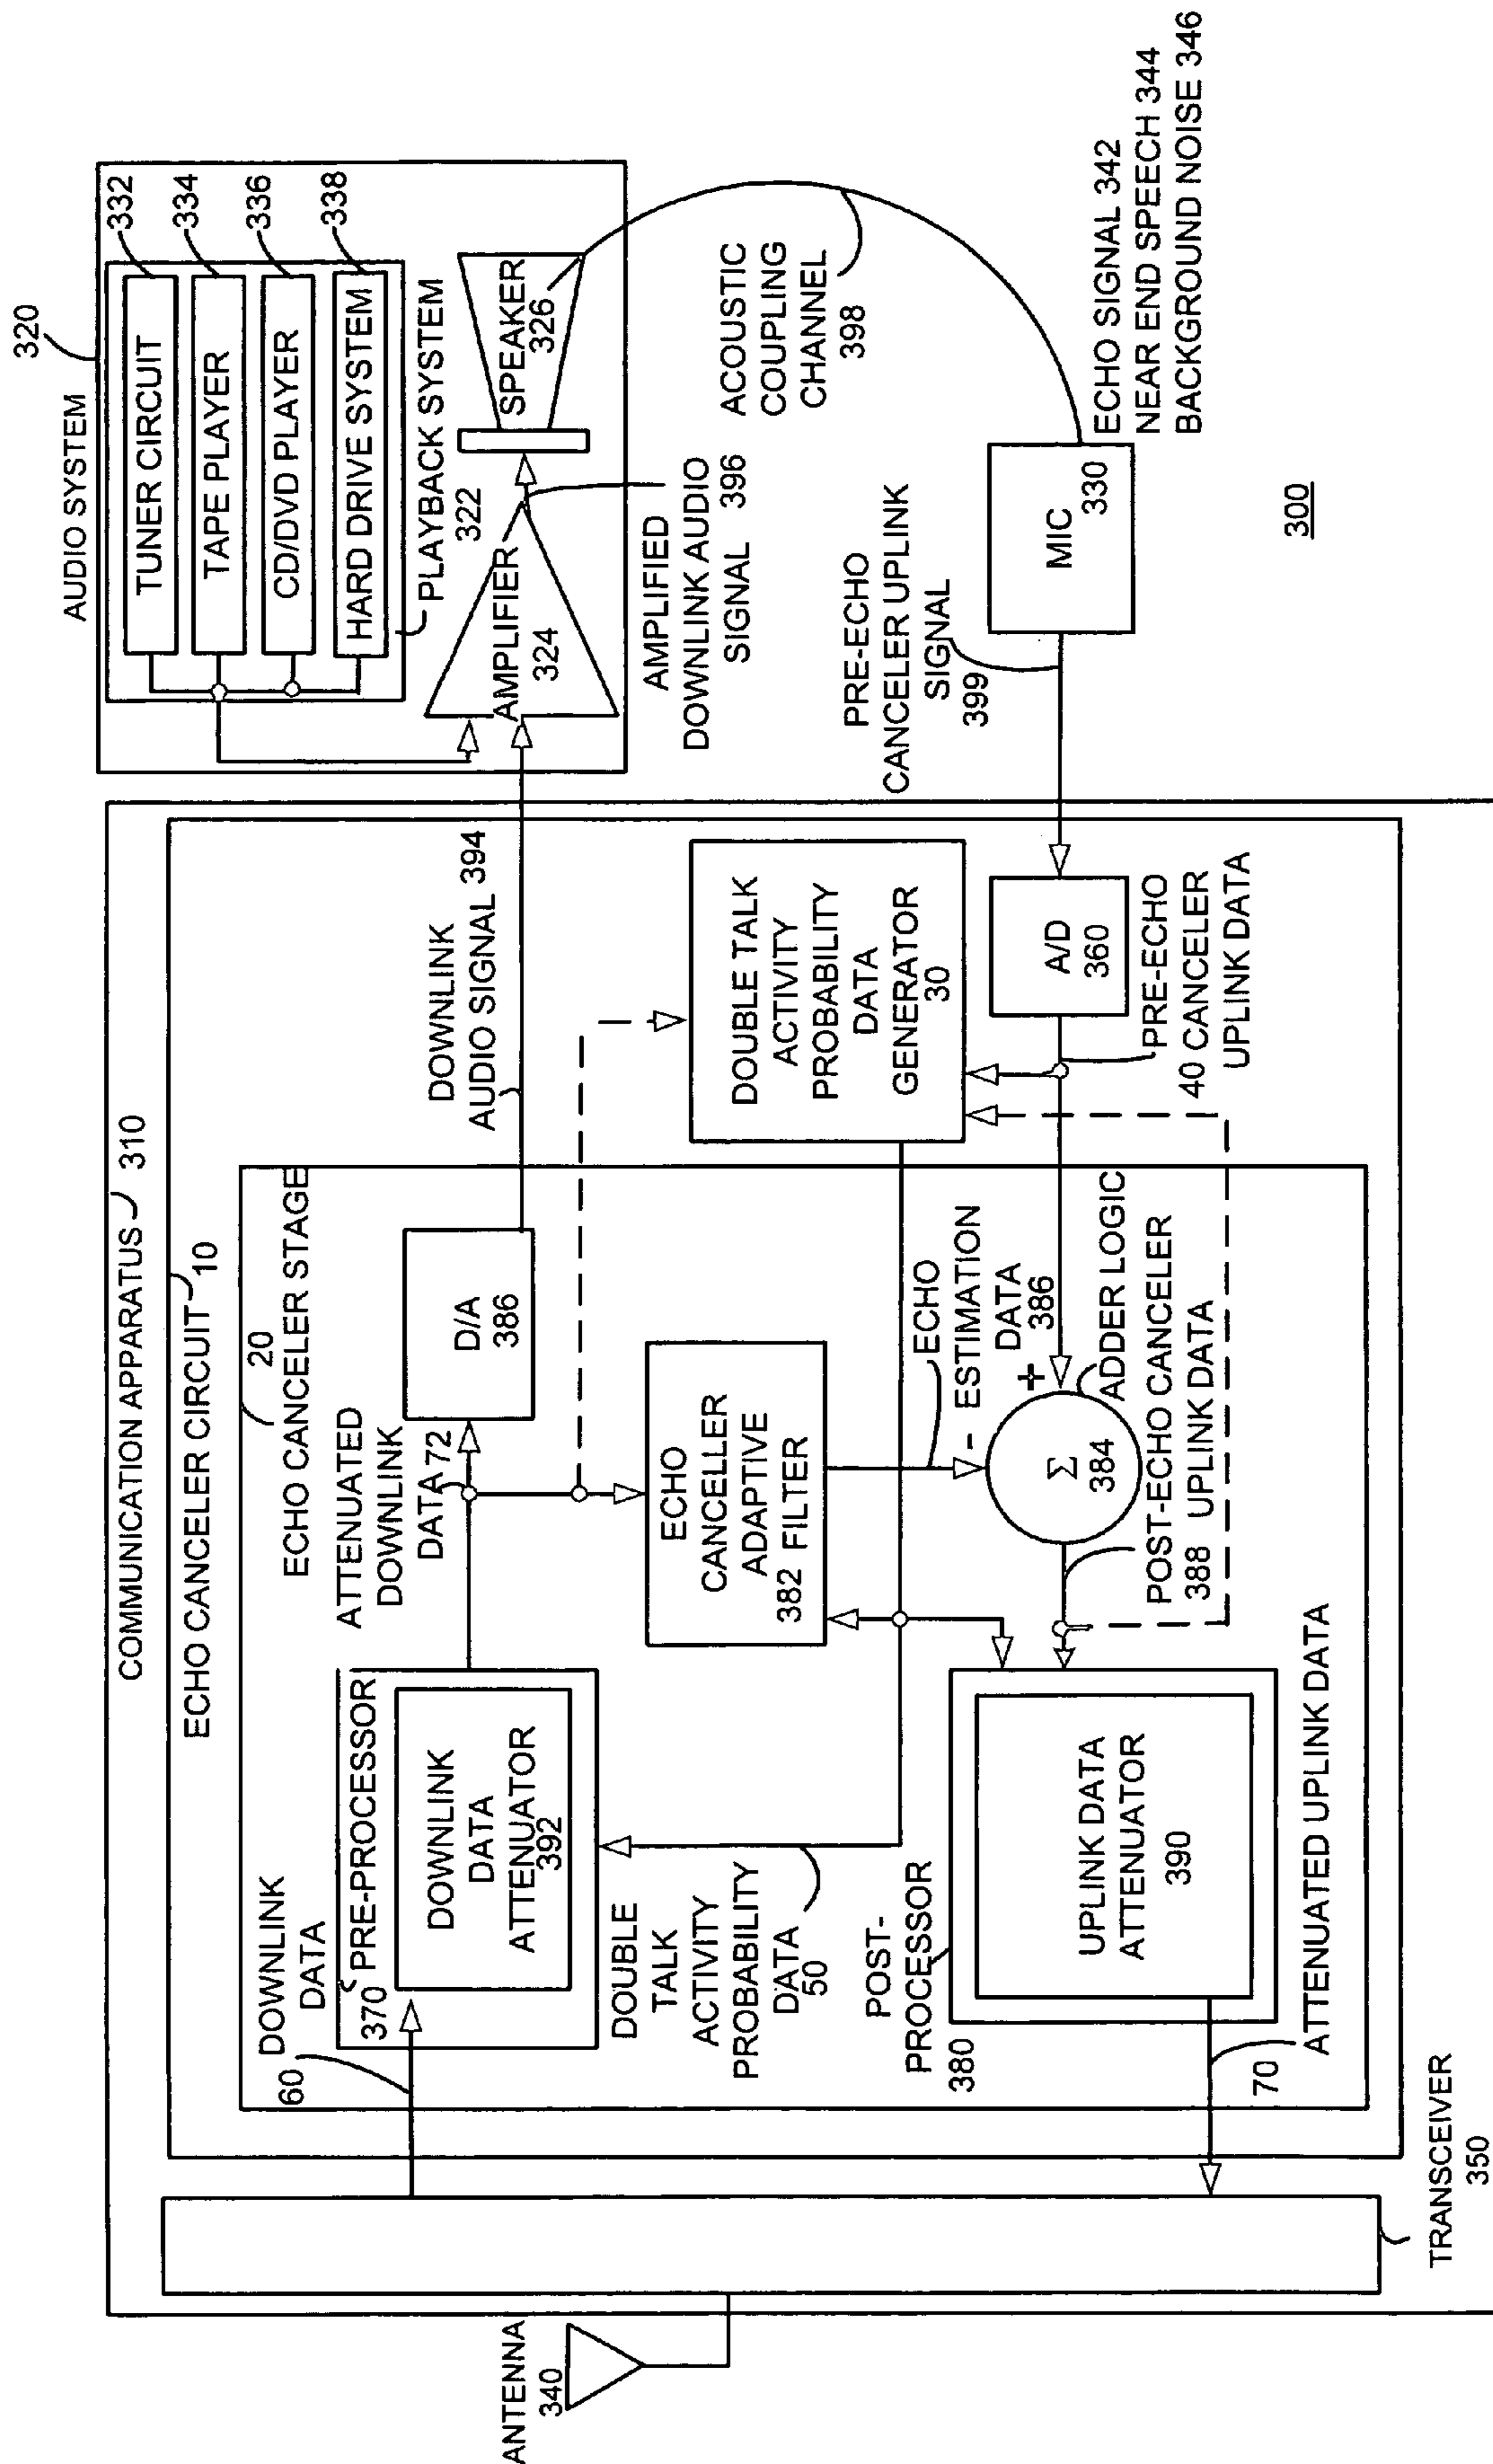 AUDIO SYSTEM
320
TUNER CIRCUIT
332
TAPE PLAYER
334
CD/DVD PLAYER
336
HARD DRIVE SYSTEM
338
PLAYBACK SYSTEM
322
AMPLIFIER
324
SPEAKER
326
AMPLIFIED
DOWNLINK AUDIO
SIGNAL 396
ACOUSTIC
COUPLING
CHANNEL
398
ECHO SIGNAL 342
NEAR END SPEECH 344
BACKGROUND NOISE 346
MIC
330
PRE-ECHO
CANCELER UPLINK
SIGNAL
399
300
COMMUNICATION APPARATUS 310
ECHO CANCELER CIRCUIT 10
20
ECHO CANCELER STAGE
DOWNLINK
AUDIO SIGNAL 394
D/A
386
ATTENUATED
DOWNLINK
DATA 72
DOUBLE TALK
ACTIVITY
PROBABILITY
DATA
GENERATOR
30
A/D
360
PRE-ECHO
40 CANCELER
UPLINK DATA
ECHO
CANCELLER
ADAPTIVE
382 FILTER
ECHO
ESTIMATION
DATA
386
+
-
Σ
384
ADDER LOGIC
POST-ECHO CANCELER
388 UPLINK DATA
DOWNLINK
DATA
60
PRE-PROCESSOR
370
DOWNLINK
DATA
ATTENUATOR
392
DOUBLE
TALK
ACTIVITY
PROBABILITY
DATA
50
POST-
PROCESSOR
380
UPLINK DATA
ATTENUATOR
390
70
ATTENUATED UPLINK DATA
TRANSCEIVER
350
ANTENNA
340